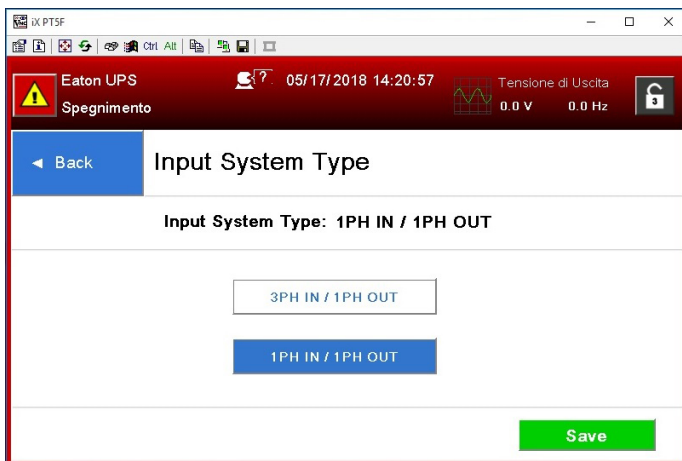 iX PT5F
Ctrl Alt
Eaton UPS
Spegnimento
?
05/17/2018 14:20:57
Tensione di Uscita
0.0 V 0.0 Hz
3
◄ Back
Input System Type
Input System Type: 1PH IN / 1PH OUT
3PH IN / 1PH OUT
1PH IN / 1PH OUT
Save